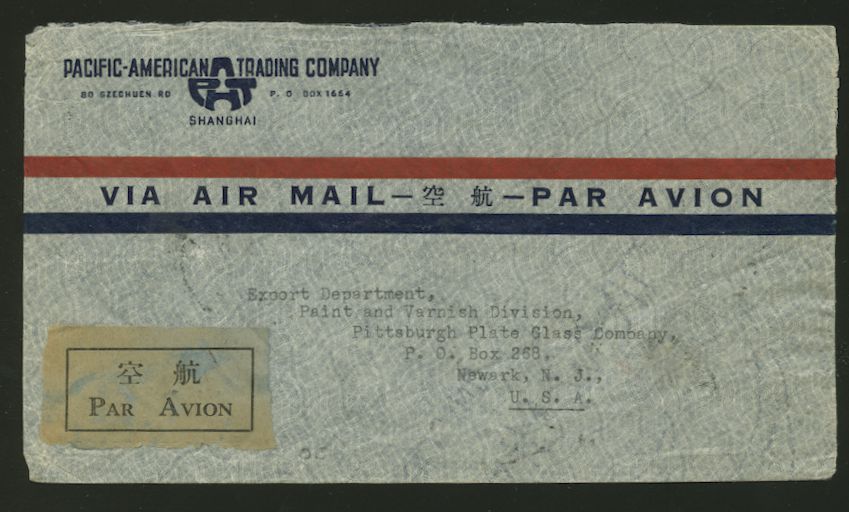 PACIFIC-AMERICAN TRADING COMPANY
PAT
80 SZECHUEN RD P. O BOX 1664
SHANGHAI
VIA AIR MAIL—空 航—PAR AVION
Export Department,
Paint and Varnish Division,
Pittsburgh Plate Glass Company,
P. O. Box 268.
Newark, N. J.,
U. S. A.
空 航
PAR AVION